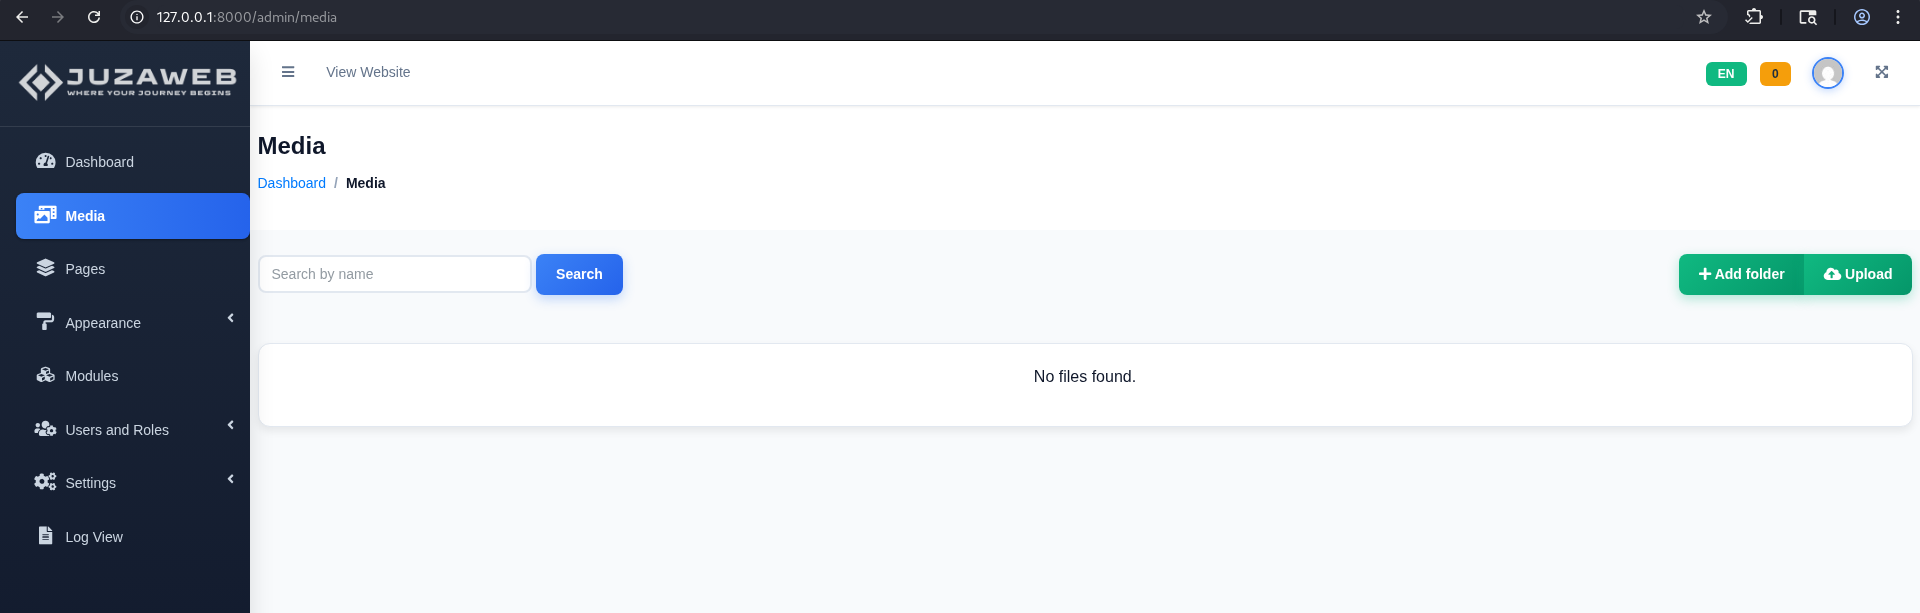 127.0.0.1:8000/admin/media
JUZAWEB
WHERE YOUR JOURNEY BEGINS
View Website
EN
0
Dashboard
Media
Pages
Appearance
Modules
Users and Roles
Settings
Log View
Media
Dashboard / Media
Search by name
Search
Add folder
Upload
No files found.